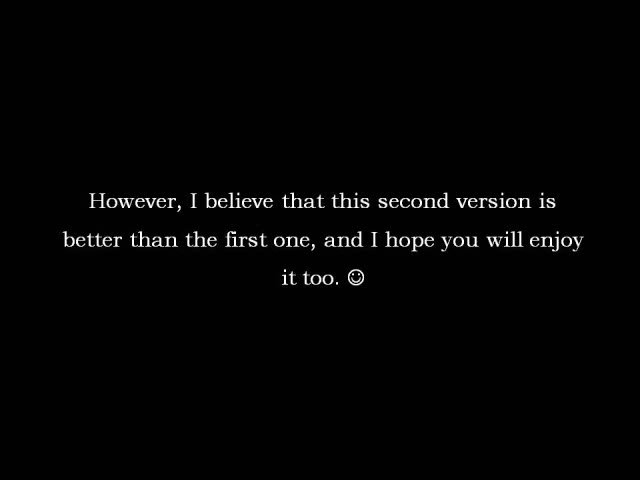 However, I believe that this second version is
better than the first one, and I hope you will enjoy
it too. ☺